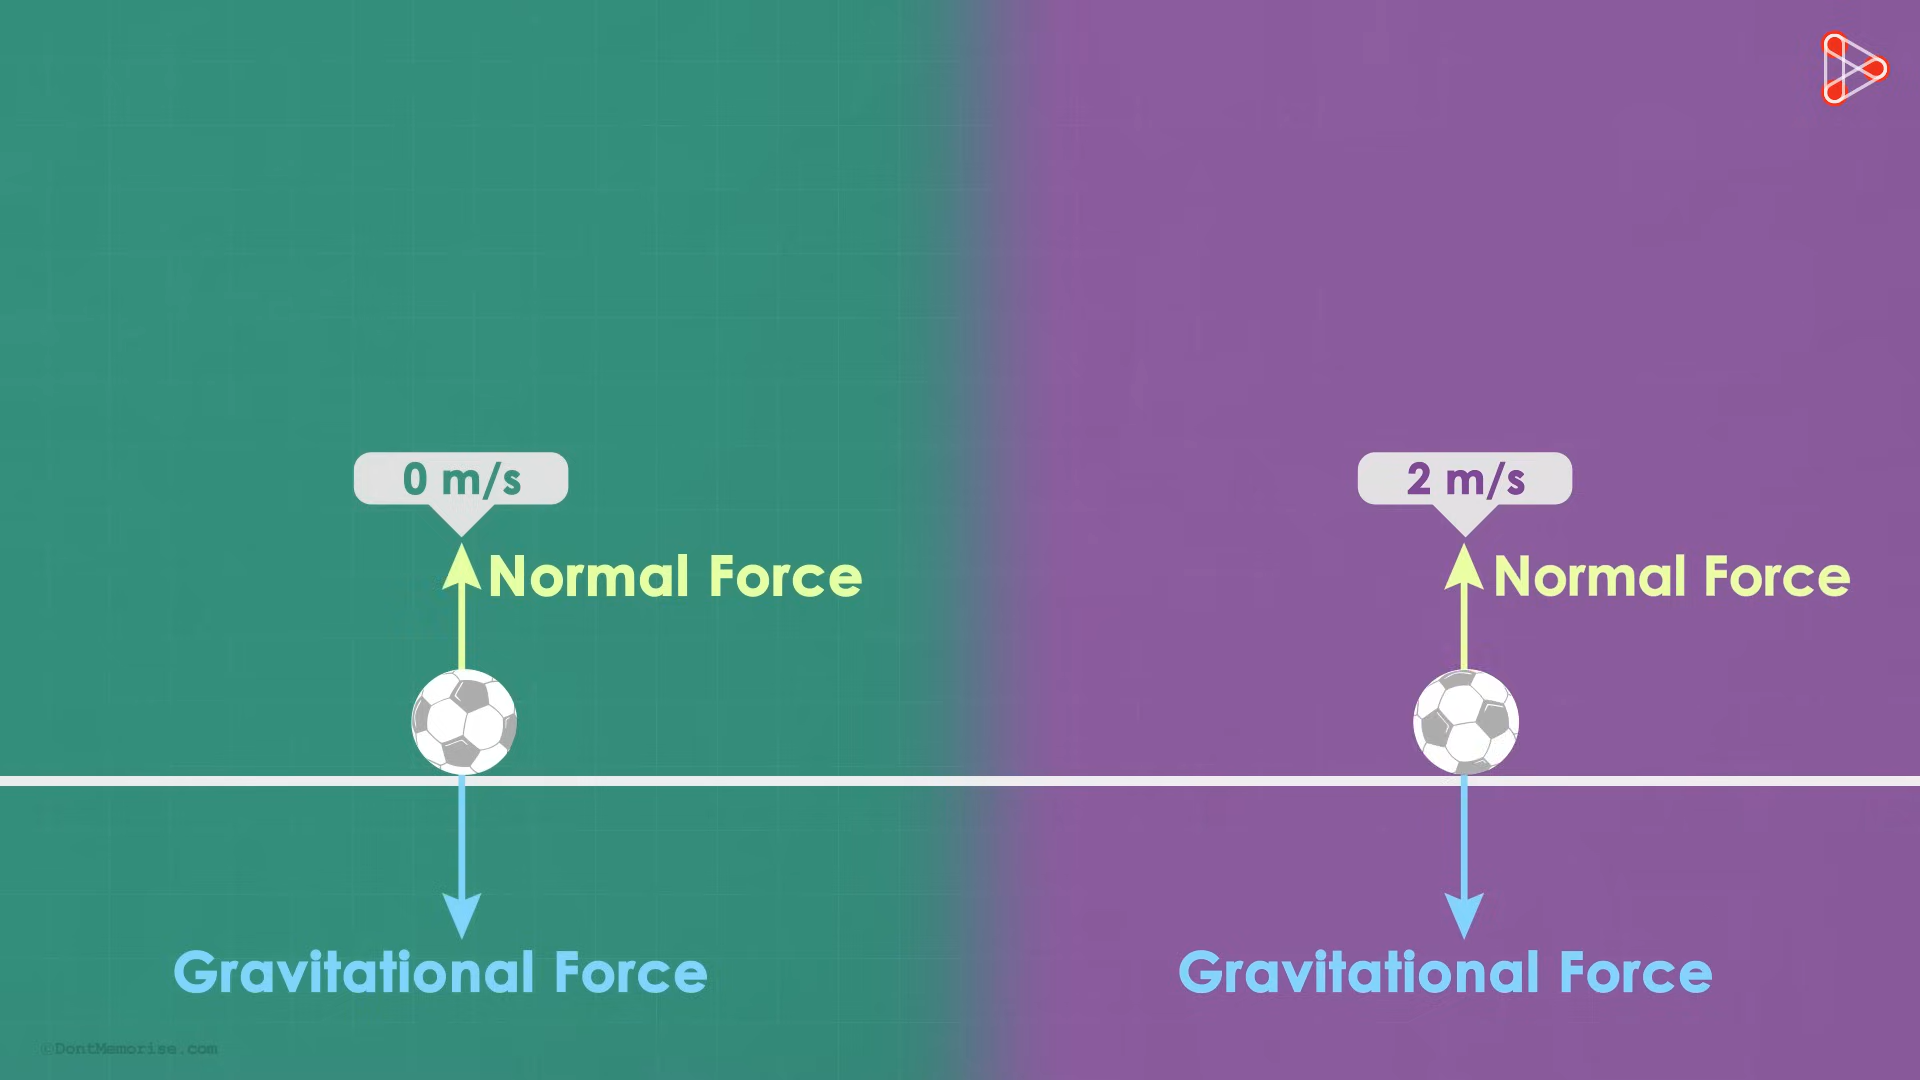 0 m/s
Normal Force
Gravitational Force
2 m/s
Normal Force
Gravitational Force
©DontMemorise.com